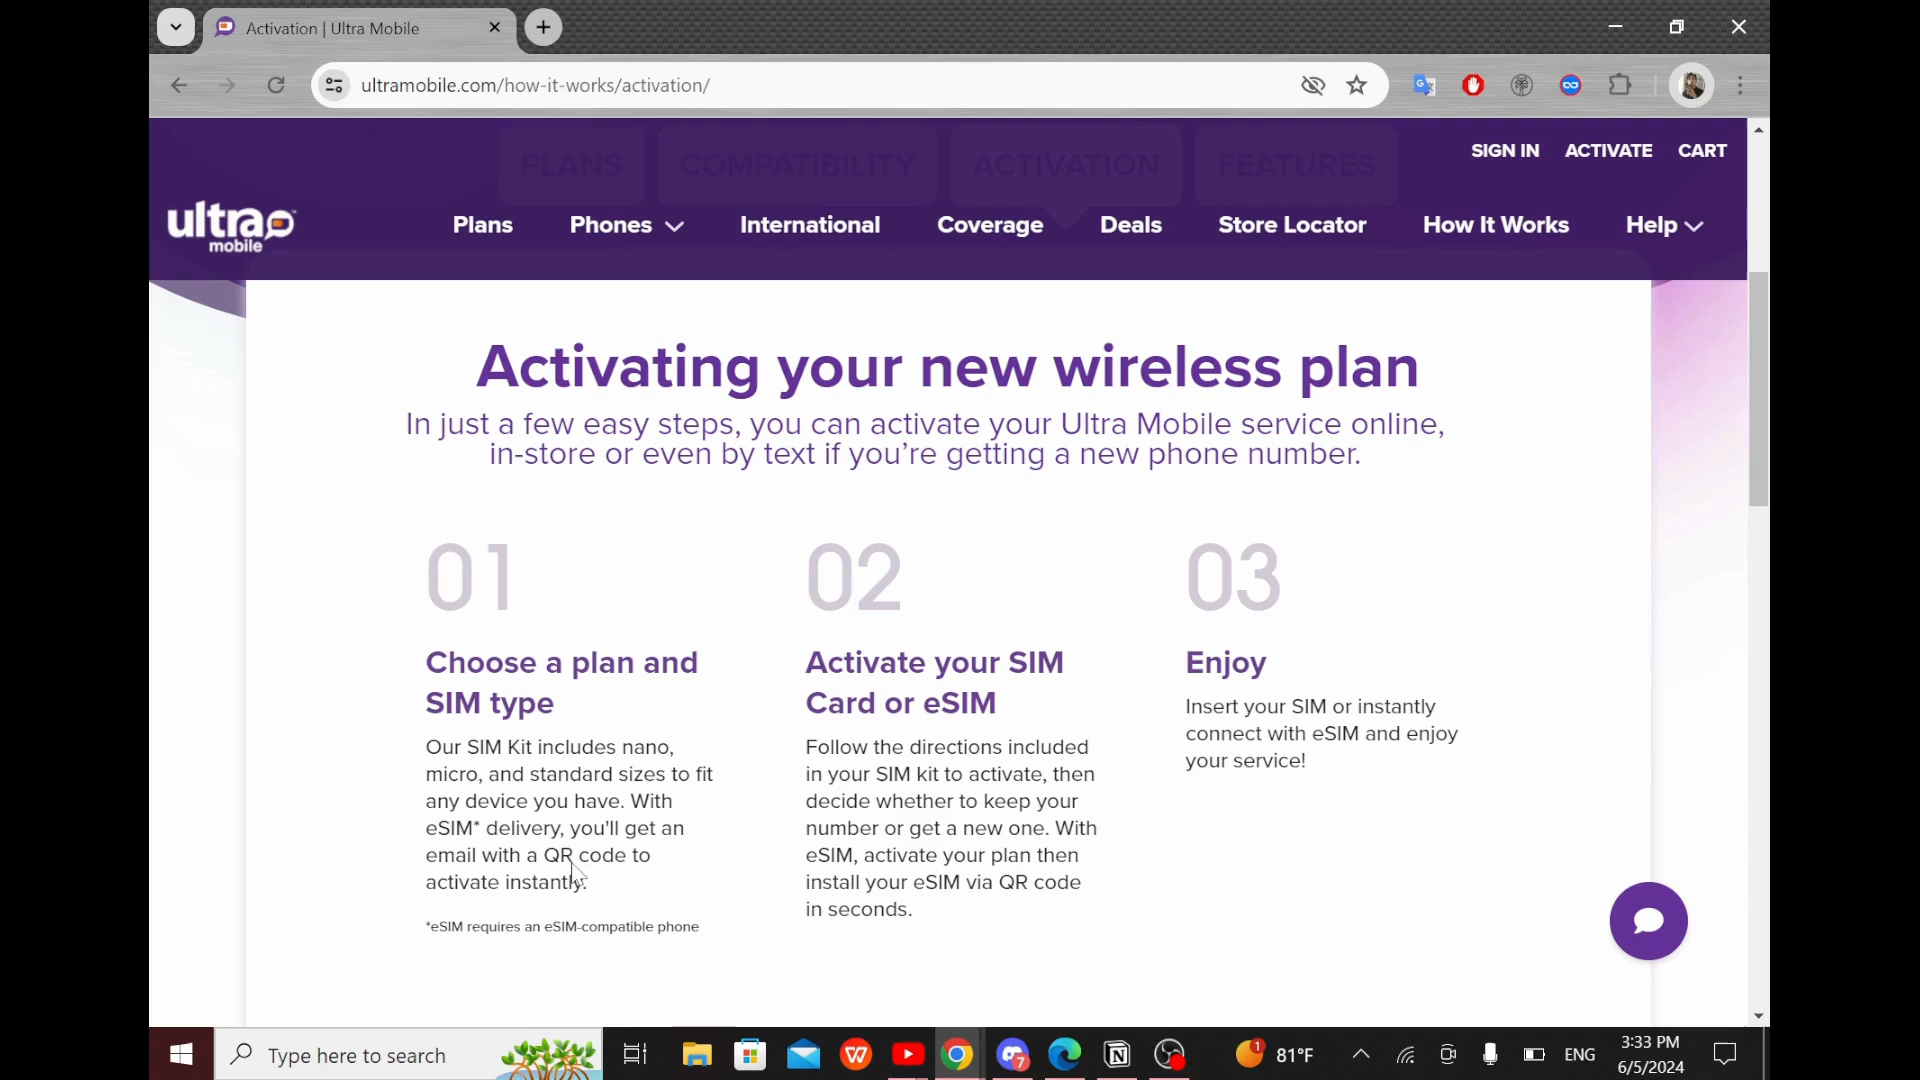 Activation | Ultra Mobile
ultramobile.com/how-it-works/activation/
PLANS COMPATIBILITY ACTIVATION FEATURES
SIGN IN ACTIVATE CART
ultra mobile
Plans Phones International Coverage Deals Store Locator How It Works Help
Activating your new wireless plan
In just a few easy steps, you can activate your Ultra Mobile service online,
in-store or even by text if you’re getting a new phone number.
01
Choose a plan and
SIM type
Our SIM Kit includes nano,
micro, and standard sizes to fit
any device you have. With
eSIM* delivery, you'll get an
email with a QR code to
activate instantly.
*eSIM requires an eSIM-compatible phone
02
Activate your SIM
Card or eSIM
Follow the directions included
in your SIM kit to activate, then
decide whether to keep your
number or get a new one. With
eSIM, activate your plan then
install your eSIM via QR code
in seconds.
03
Enjoy
Insert your SIM or instantly
connect with eSIM and enjoy
your service!
Type here to search
7
1
81°F
ENG
3:33 PM
6/5/2024